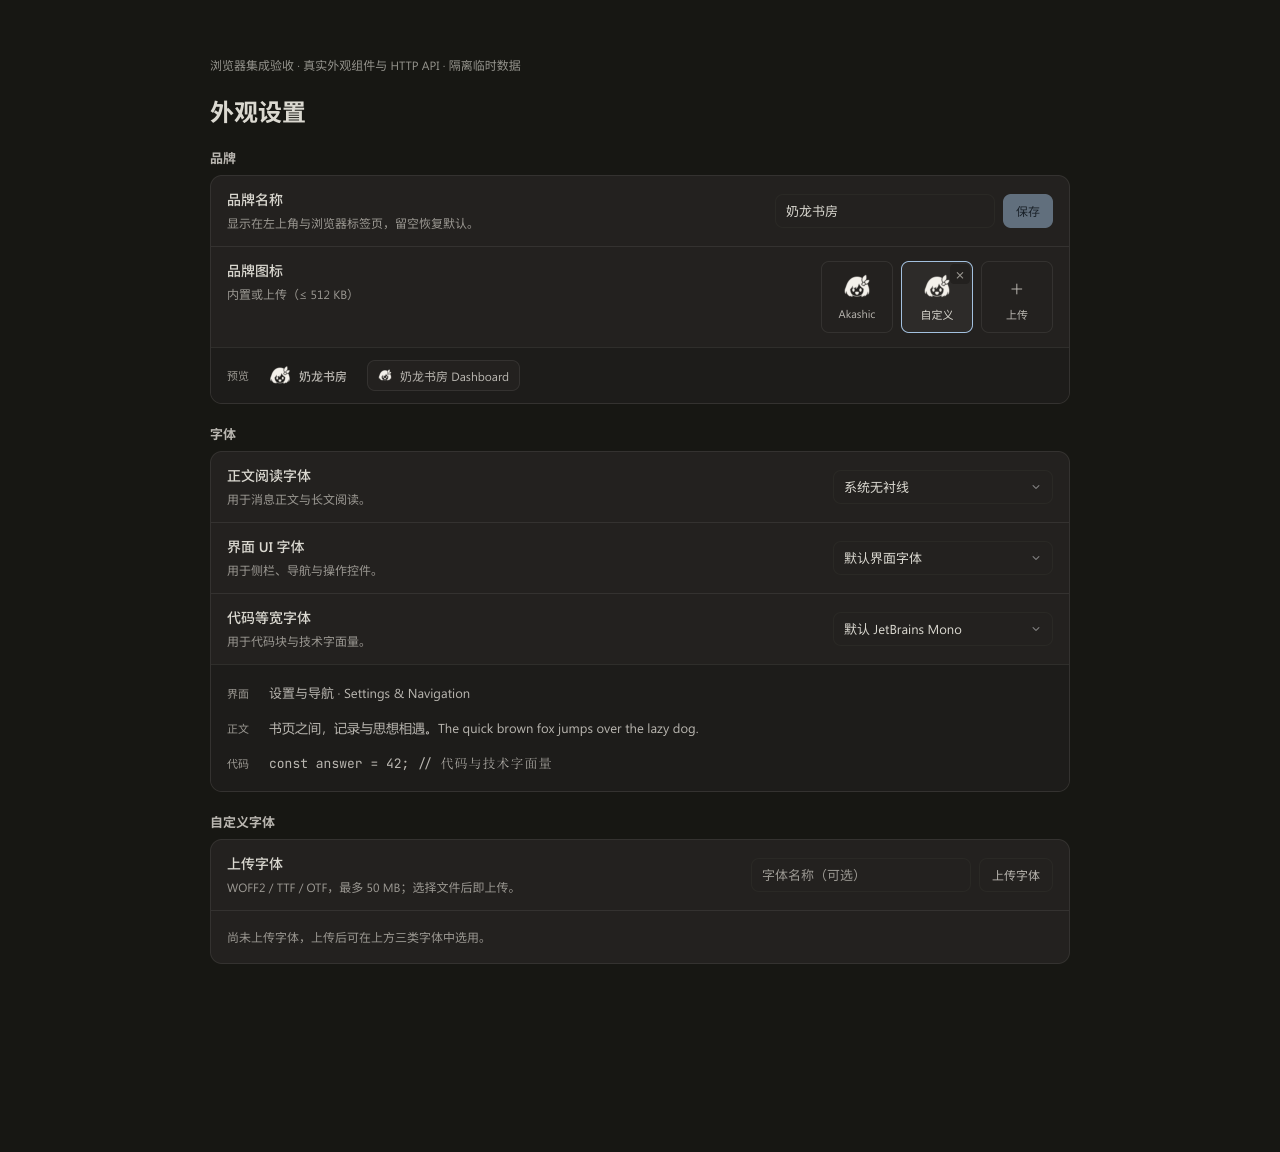 浏览器集成验收 · 真实外观组件与 HTTP API · 隔离临时数据
外观设置
品牌
品牌名称
显示在左上角与浏览器标签页，留空恢复默认。
奶龙书房
保存
品牌图标
内置或上传（≤ 512 KB）
Akashic
×
自定义
+
上传
预览
奶龙书房
奶龙书房 Dashboard
字体
正文阅读字体
用于消息正文与长文阅读。
系统无衬线
界面 UI 字体
用于侧栏、导航与操作控件。
默认界面字体
代码等宽字体
用于代码块与技术字面量。
默认 JetBrains Mono
界面 设置与导航 · Settings & Navigation
正文 书页之间，记录与思想相遇。The quick brown fox jumps over the lazy dog.
代码 const answer = 42; // 代码与技术字面量
自定义字体
上传字体
WOFF2 / TTF / OTF，最多 50 MB；选择文件后即上传。
字体名称（可选）
上传字体
尚未上传字体，上传后可在上方三类字体中选用。